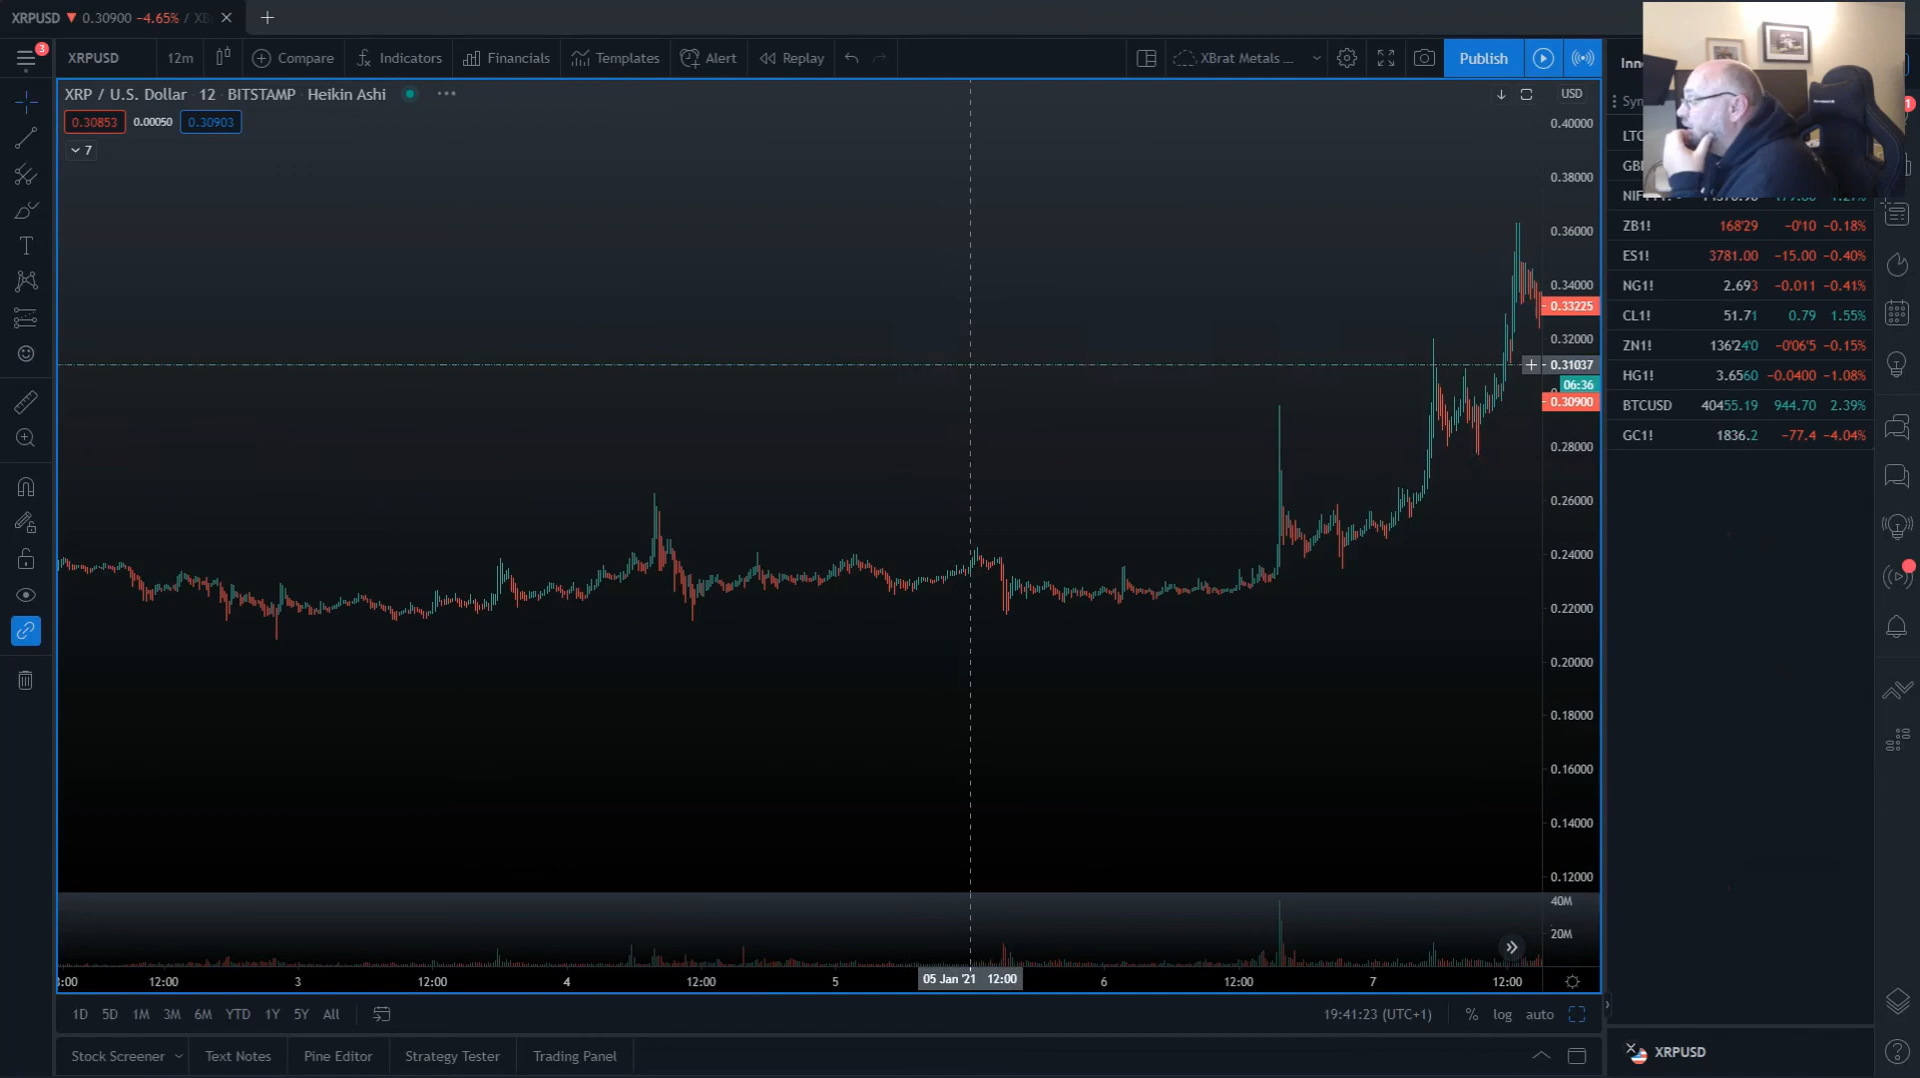 XRPUSD ▼ 0.30900 −4.65% / XB
3
XRPUSD 12m Compare Indicators Financials Templates Alert Replay XBrat Metals ... Publish
XRP / U.S. Dollar · 12 · BITSTAMP · Heikin Ashi
USD
0.30853 0.00050 0.30903
7
0.40000
0.38000
0.36000
0.34000
0.33225
0.32000
0.31037
06:36
0.30900
0.28000
0.26000
0.24000
0.22000
0.20000
0.18000
0.16000
0.14000
0.12000
40M
20M
12:00 3 12:00 4 12:00 5 05 Jan '21 12:00 6 12:00 7 12:00
1D 5D 1M 3M 6M YTD 1Y 5Y All
19:41:23 (UTC+1) % log auto
Stock Screener Text Notes Pine Editor Strategy Tester Trading Panel
LTC
ZB1! 168'29 −0'10 −0.18%
ES1! 3781.00 −15.00 −0.40%
NG1! 2.693 −0.011 −0.41%
CL1! 51.71 0.79 1.55%
ZN1! 136'24'0 −0'06'5 −0.15%
HG1! 3.6560 −0.0400 −1.08%
BTCUSD 40455.19 944.70 2.39%
GC1! 1836.2 −77.4 −4.04%
XRPUSD